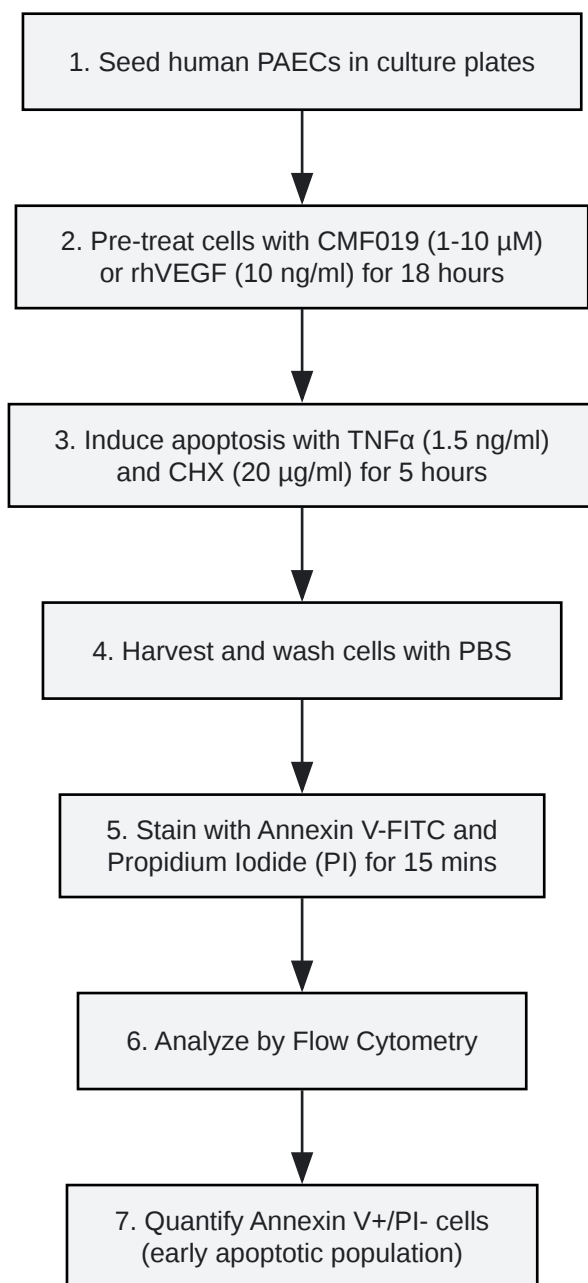 1. Seed human PAECs in culture plates
2. Pre-treat cells with CMF019 (1-10 µM)
or rhVEGF (10 ng/ml) for 18 hours
3. Induce apoptosis with TNFα (1.5 ng/ml)
and CHX (20 µg/ml) for 5 hours
4. Harvest and wash cells with PBS
5. Stain with Annexin V-FITC and
Propidium Iodide (PI) for 15 mins
6. Analyze by Flow Cytometry
7. Quantify Annexin V+/PI- cells
(early apoptotic population)